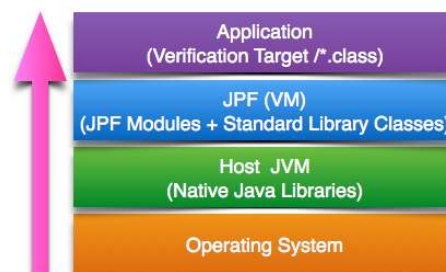 Application
(Verification Target /*.class)
JPF (VM)
(JPF Modules + Standard Library Classes)
Host JVM
(Native Java Libraries)
Operating System